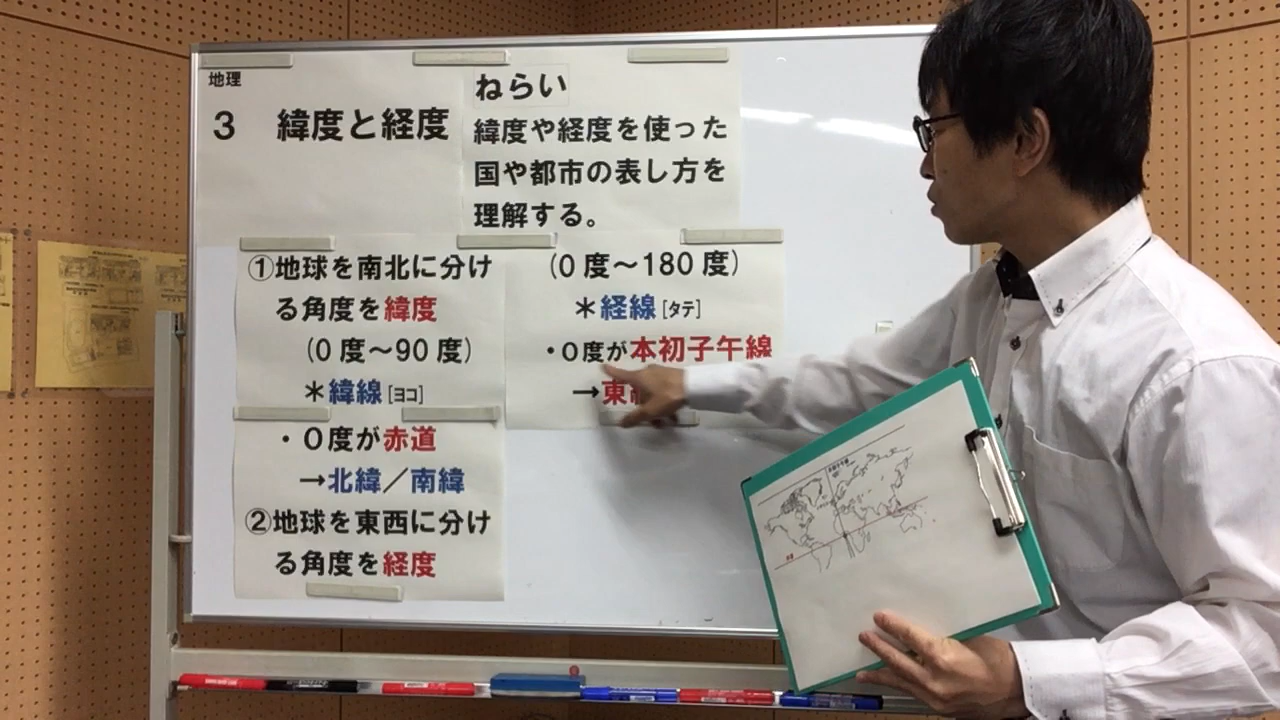 地理
3　緯度と経度
ねらい
緯度や経度を使った
国や都市の表し方を
理解する。
①地球を南北に分け
る角度を緯度
(0度～90度)
＊緯線[ヨコ]
・0度が赤道
→北緯／南緯
②地球を東西に分け
る角度を経度
(0度～180度)
＊経線[タテ]
・0度が本初子午線
→東
赤道